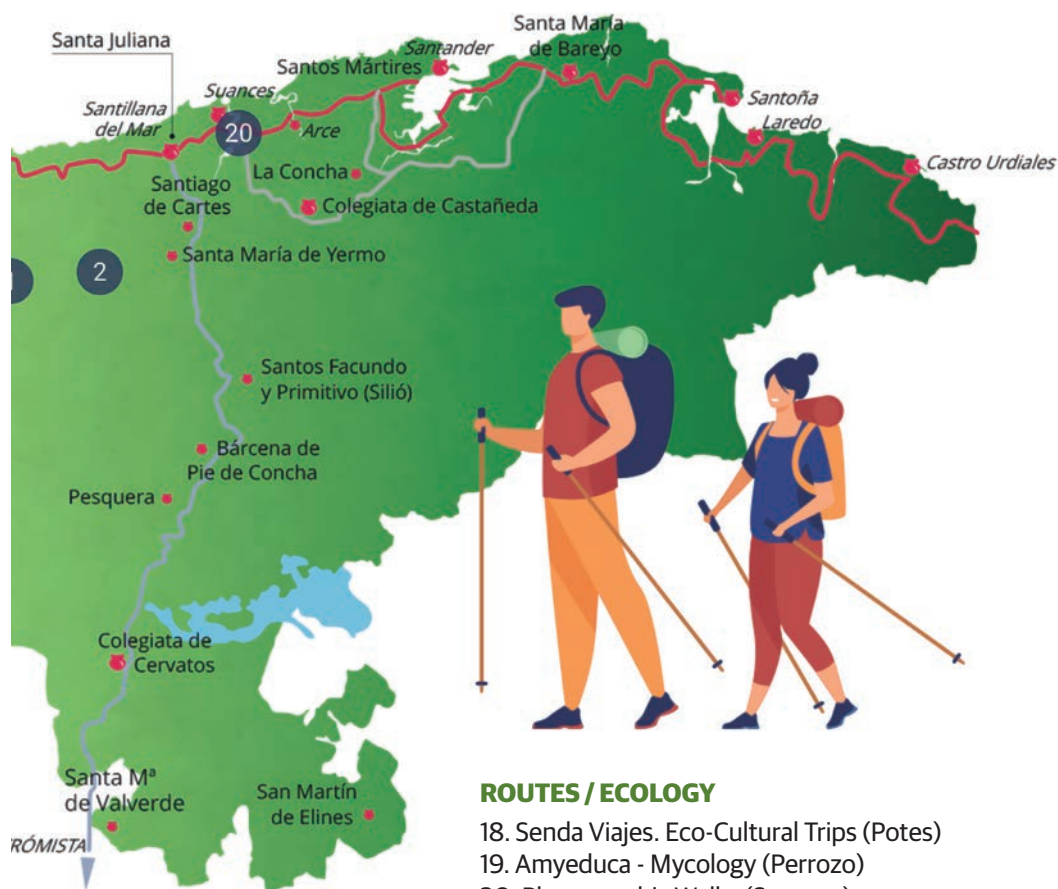 Santa María
de Bareyo
Santa Juliana
Santander
Santos Mártires
Suances
Santillana
del Mar
20
Arce
Santoña
Laredo
Castro Urdiales
La Concha
Santiago
de Cartes
Colegiata de Castañeda
Santa María de Yermo
2
Santos Facundo
y Primitivo (Silió)
Bárcena de
Pie de Concha
Pesquera
Colegiata de
Cervatos
Santa Mª
de Valverde
San Martín
de Elines
RÓMISTA
ROUTES / ECOLOGY
18. Senda Viajes. Eco-Cultural Trips (Potes)
19. Amyeduca - Mycology (Perrozo)